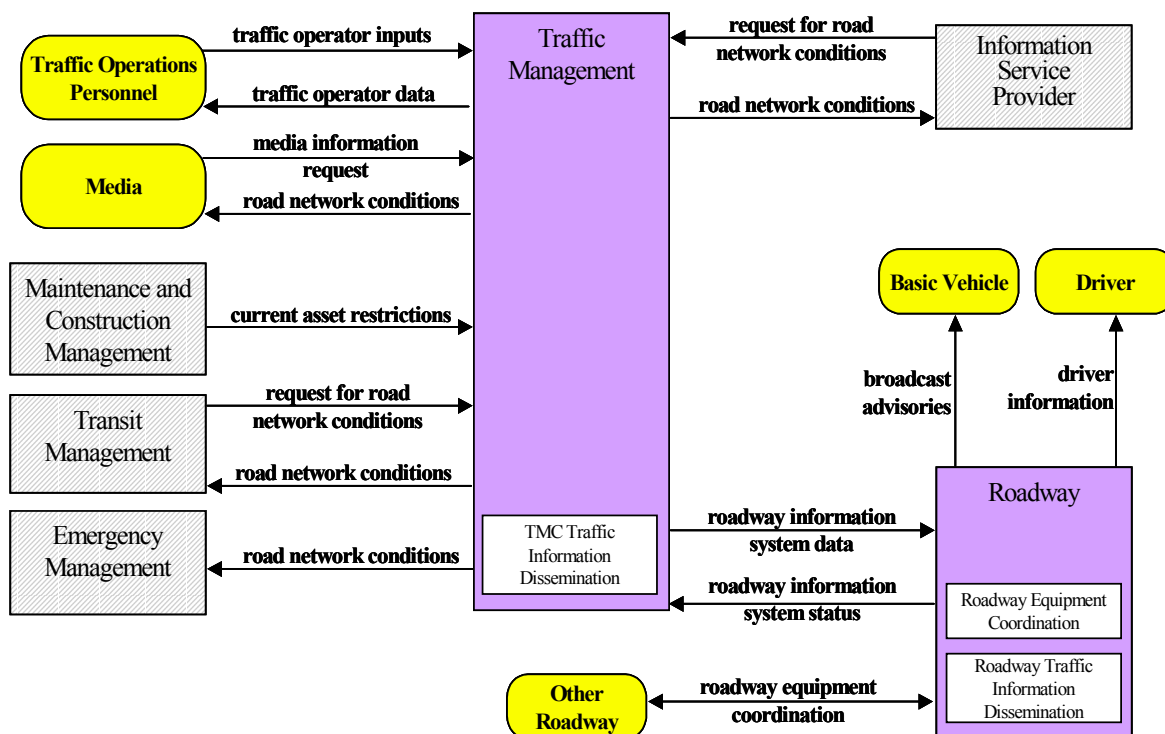 traffic operator inputs
Traffic Operations
Personnel
traffic operator data
media information
request
Media
road network conditions
Maintenance and
Construction
Management
current asset restrictions
request for road
network conditions
Transit
Management
road network conditions
Emergency
Management
road network conditions
Traffic
Management
TMC Traffic
Information
Dissemination
request for road
network conditions
Information
Service
Provider
road network conditions
Basic Vehicle
Driver
broadcast
advisories
driver
information
Roadway
roadway information
system data
roadway information
system status
Roadway Equipment
Coordination
Roadway Traffic
Information
Dissemination
Other
Roadway
roadway equipment
coordination